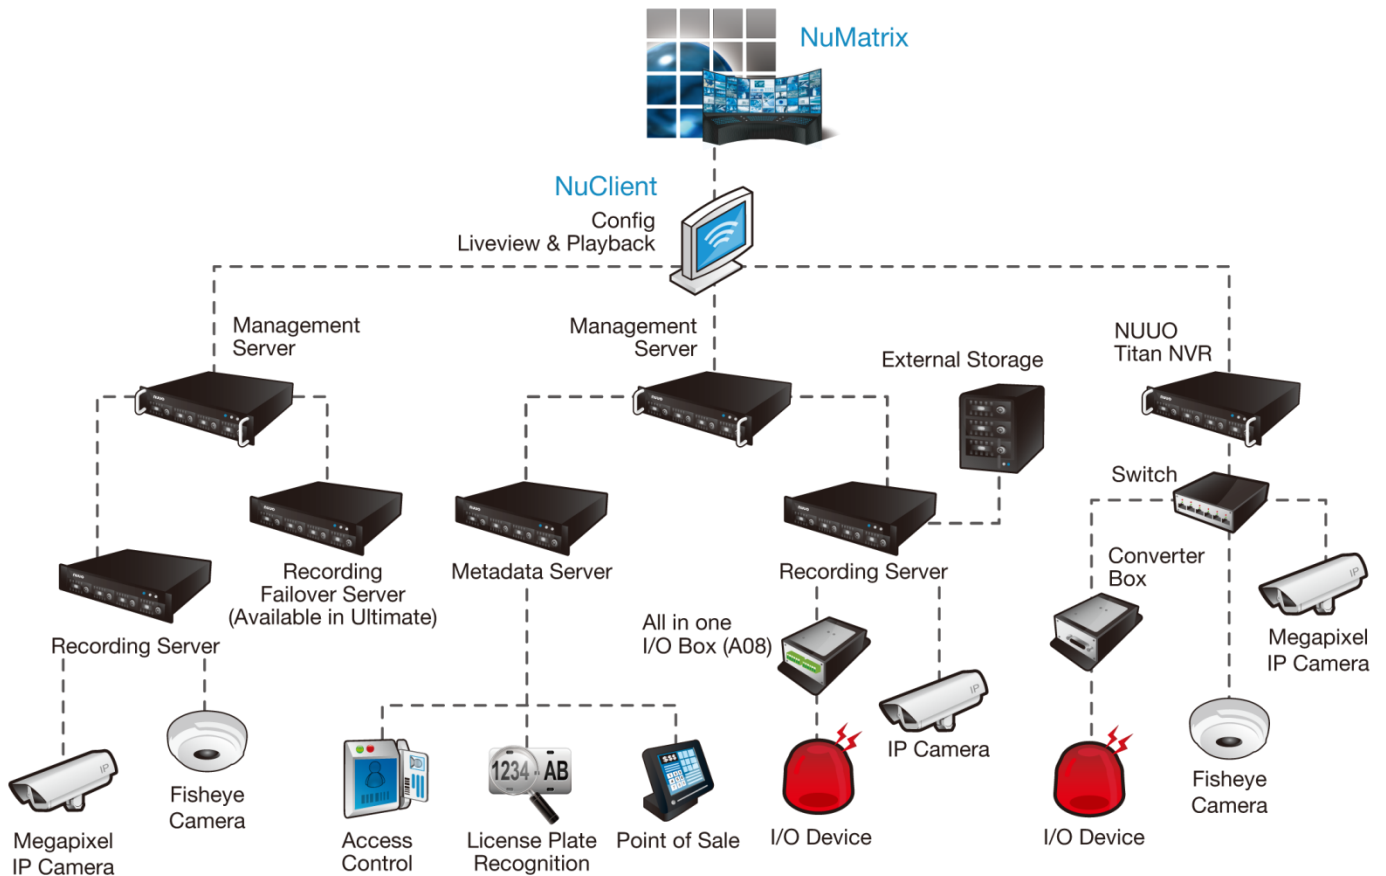 NuMatrix
NuClient
Config
Liveview & Playback
Management
Server
Management
Server
NUUO
Titan NVR
External Storage
Switch
Recording
Failover Server
(Available in Ultimate)
Metadata Server
Recording Server
Converter
Box
IP
Recording Server
All in one
I/O Box (A08)
Megapixel
IP Camera
IP
IP Camera
IP
Megapixel
IP Camera
Fisheye
Camera
Access
Control
1234 AB
License Plate
Recognition
$$$
Point of Sale
I/O Device
I/O Device
Fisheye
Camera